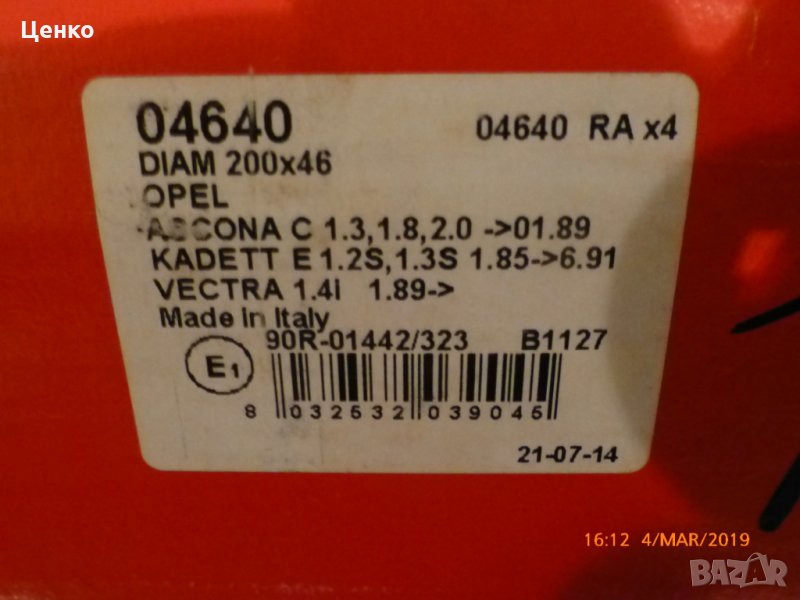 Ценко
04640 04640 RA x4
DIAM 200x46
OPEL
ASCONA C 1.3,1.8,2.0 ->01.89
KADETT E 1.2S,1.3S 1.85->6.91
VECTRA 1.4i 1.89->
Made in Italy
90R-01442/323 B1127
E1
8 032532 039045
21-07-14
16:12 4/MAR/2019
BAZAR